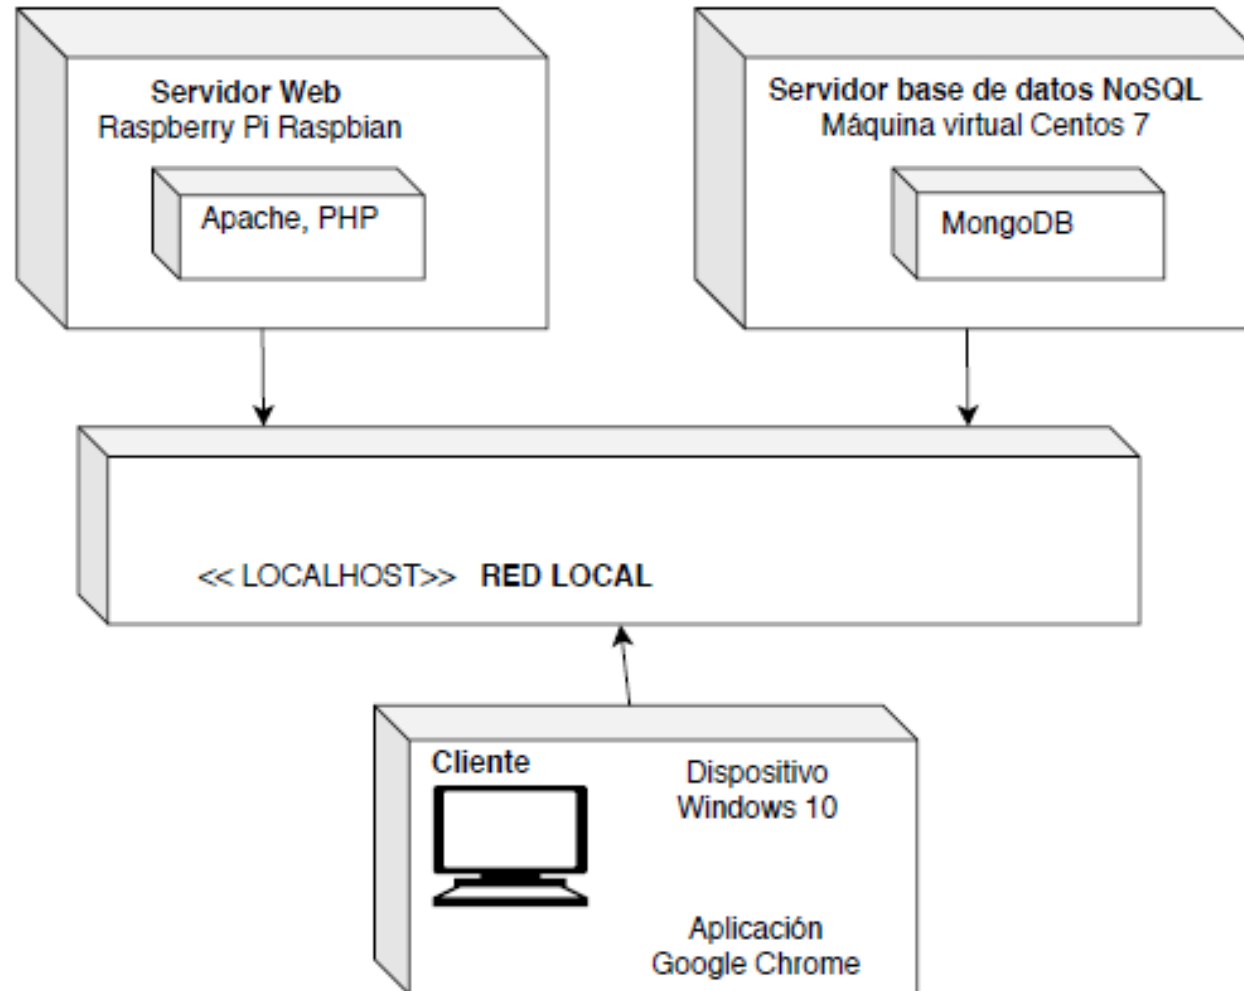 Servidor Web
Raspberry Pi Raspbian
Apache, PHP
Servidor base de datos NoSQL
Máquina virtual Centos 7
MongoDB
<< LOCALHOST>> RED LOCAL
Cliente
Dispositivo
Windows 10
Aplicación
Google Chrome